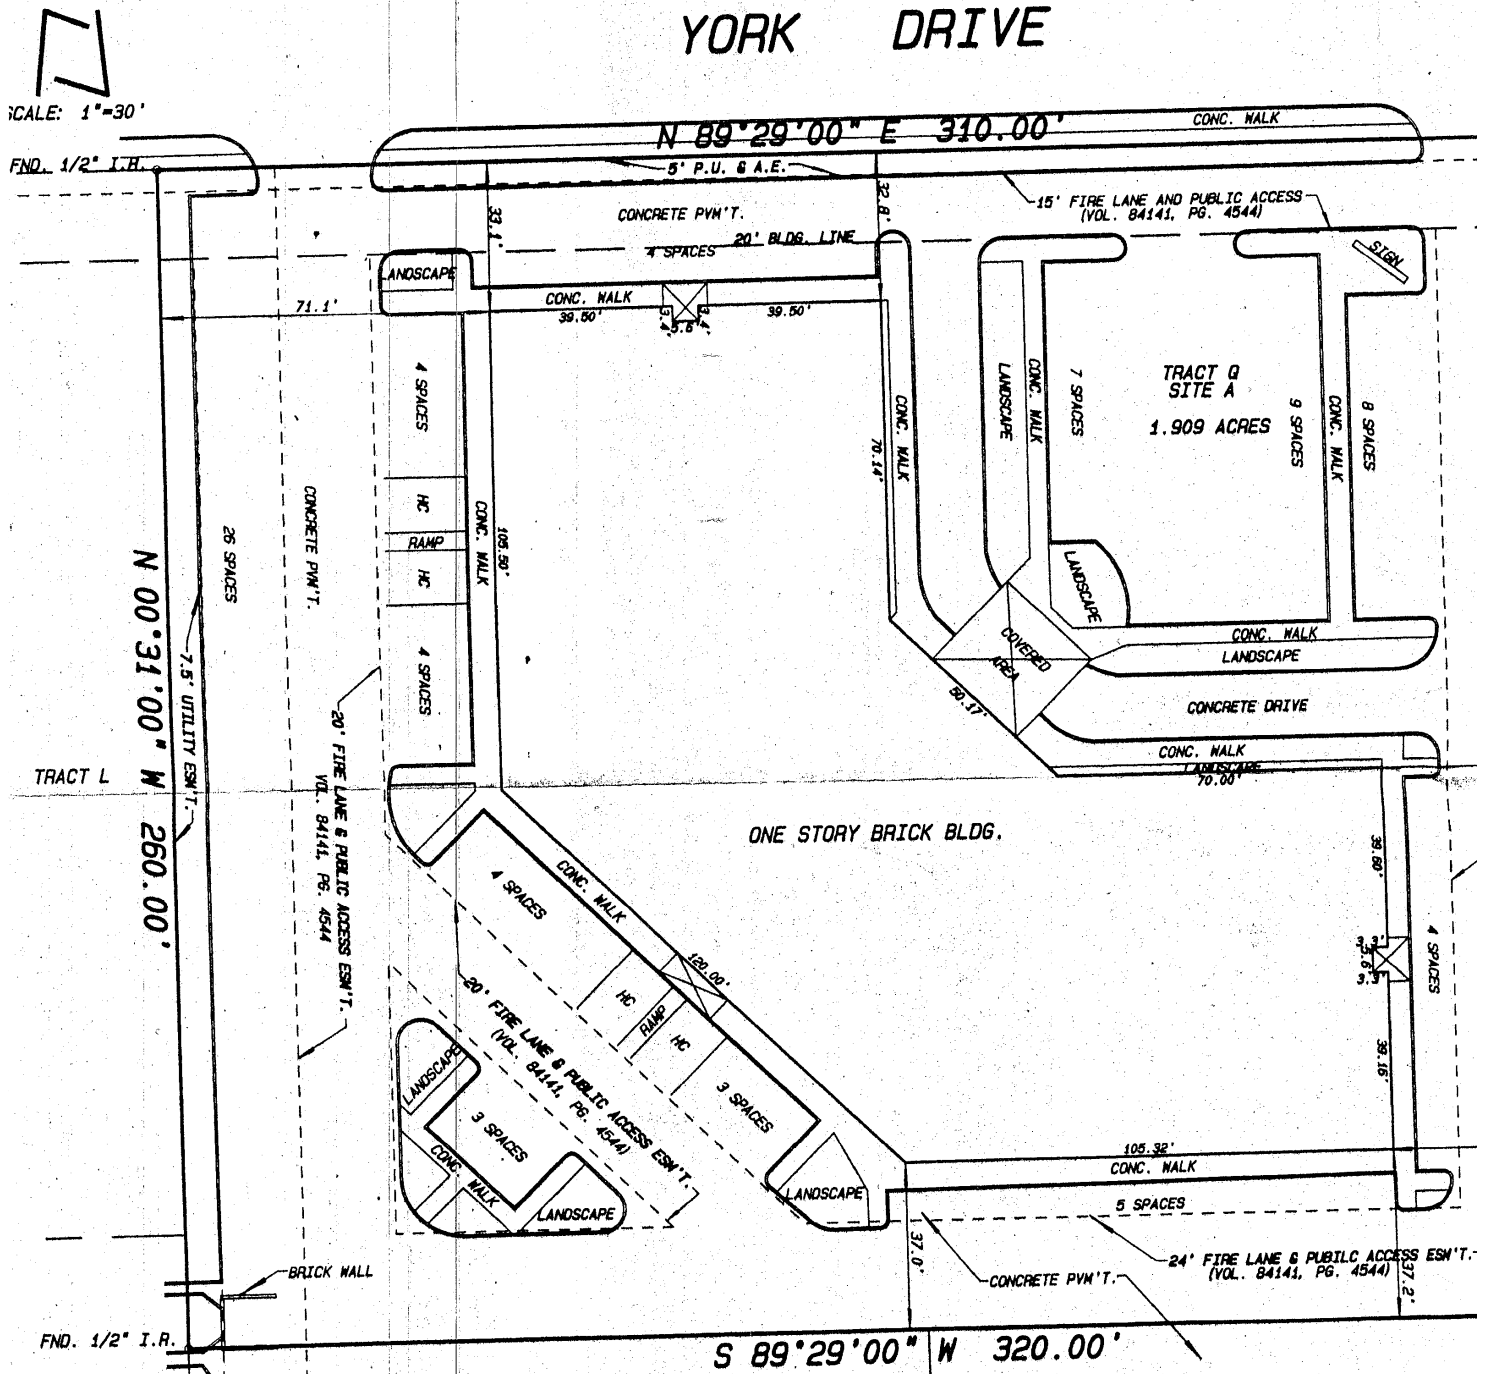 YORK DRIVE
SCALE: 1"=30'
N 89°29'00" E 310.00'
CONC. WALK
FND. 1/2" I.R.
5' P.U. & A.E.
15' FIRE LANE AND PUBLIC ACCESS
(VOL. 84141, PG. 4544)
33.1'
32.8'
CONCRETE PVM'T.
20' BLDG. LINE
4 SPACES
SIGN
LANDSCAPE
71.1'
CONC. WALK
39.50'
3.4'
5.6'
3.4'
39.50'
4 SPACES
CONC. WALK
70.14'
LANDSCAPE
CONC. WALK
7 SPACES
TRACT Q
SITE A
1.909 ACRES
9 SPACES
CONC. WALK
8 SPACES
HC
RAMP
HC
CONC. WALK
105.50'
CONCRETE PVM'T.
26 SPACES
N 00°31'00" W 260.00'
7.5' UTILITY ESM'T.
4 SPACES
LANDSCAPE
COVERED
AREA
50.17'
CONC. WALK
LANDSCAPE
CONCRETE DRIVE
CONC. WALK
LANDSCAPE
70.00'
TRACT L
20' FIRE LANE & PUBLIC ACCESS ESM'T.
VOL. 84141, PG. 4544
ONE STORY BRICK BLDG.
39.60'
4 SPACES
CONC. WALK
4 SPACES
3.3'
5.6'
3.3'
120.00'
HC
RAMP
HC
20' FIRE LANE & PUBLIC ACCESS ESM'T.
(VOL. 84141, PG. 4544)
39.16'
LANDSCAPE
3 SPACES
3 SPACES
CONC. WALK
LANDSCAPE
LANDSCAPE
105.32'
CONC. WALK
5 SPACES
37.0'
24' FIRE LANE & PUBILC ACCESS ESM'T.
(VOL. 84141, PG. 4544)
37.2'
BRICK WALL
CONCRETE PVM'T.
FND. 1/2" I.R.
S 89°29'00" W 320.00'